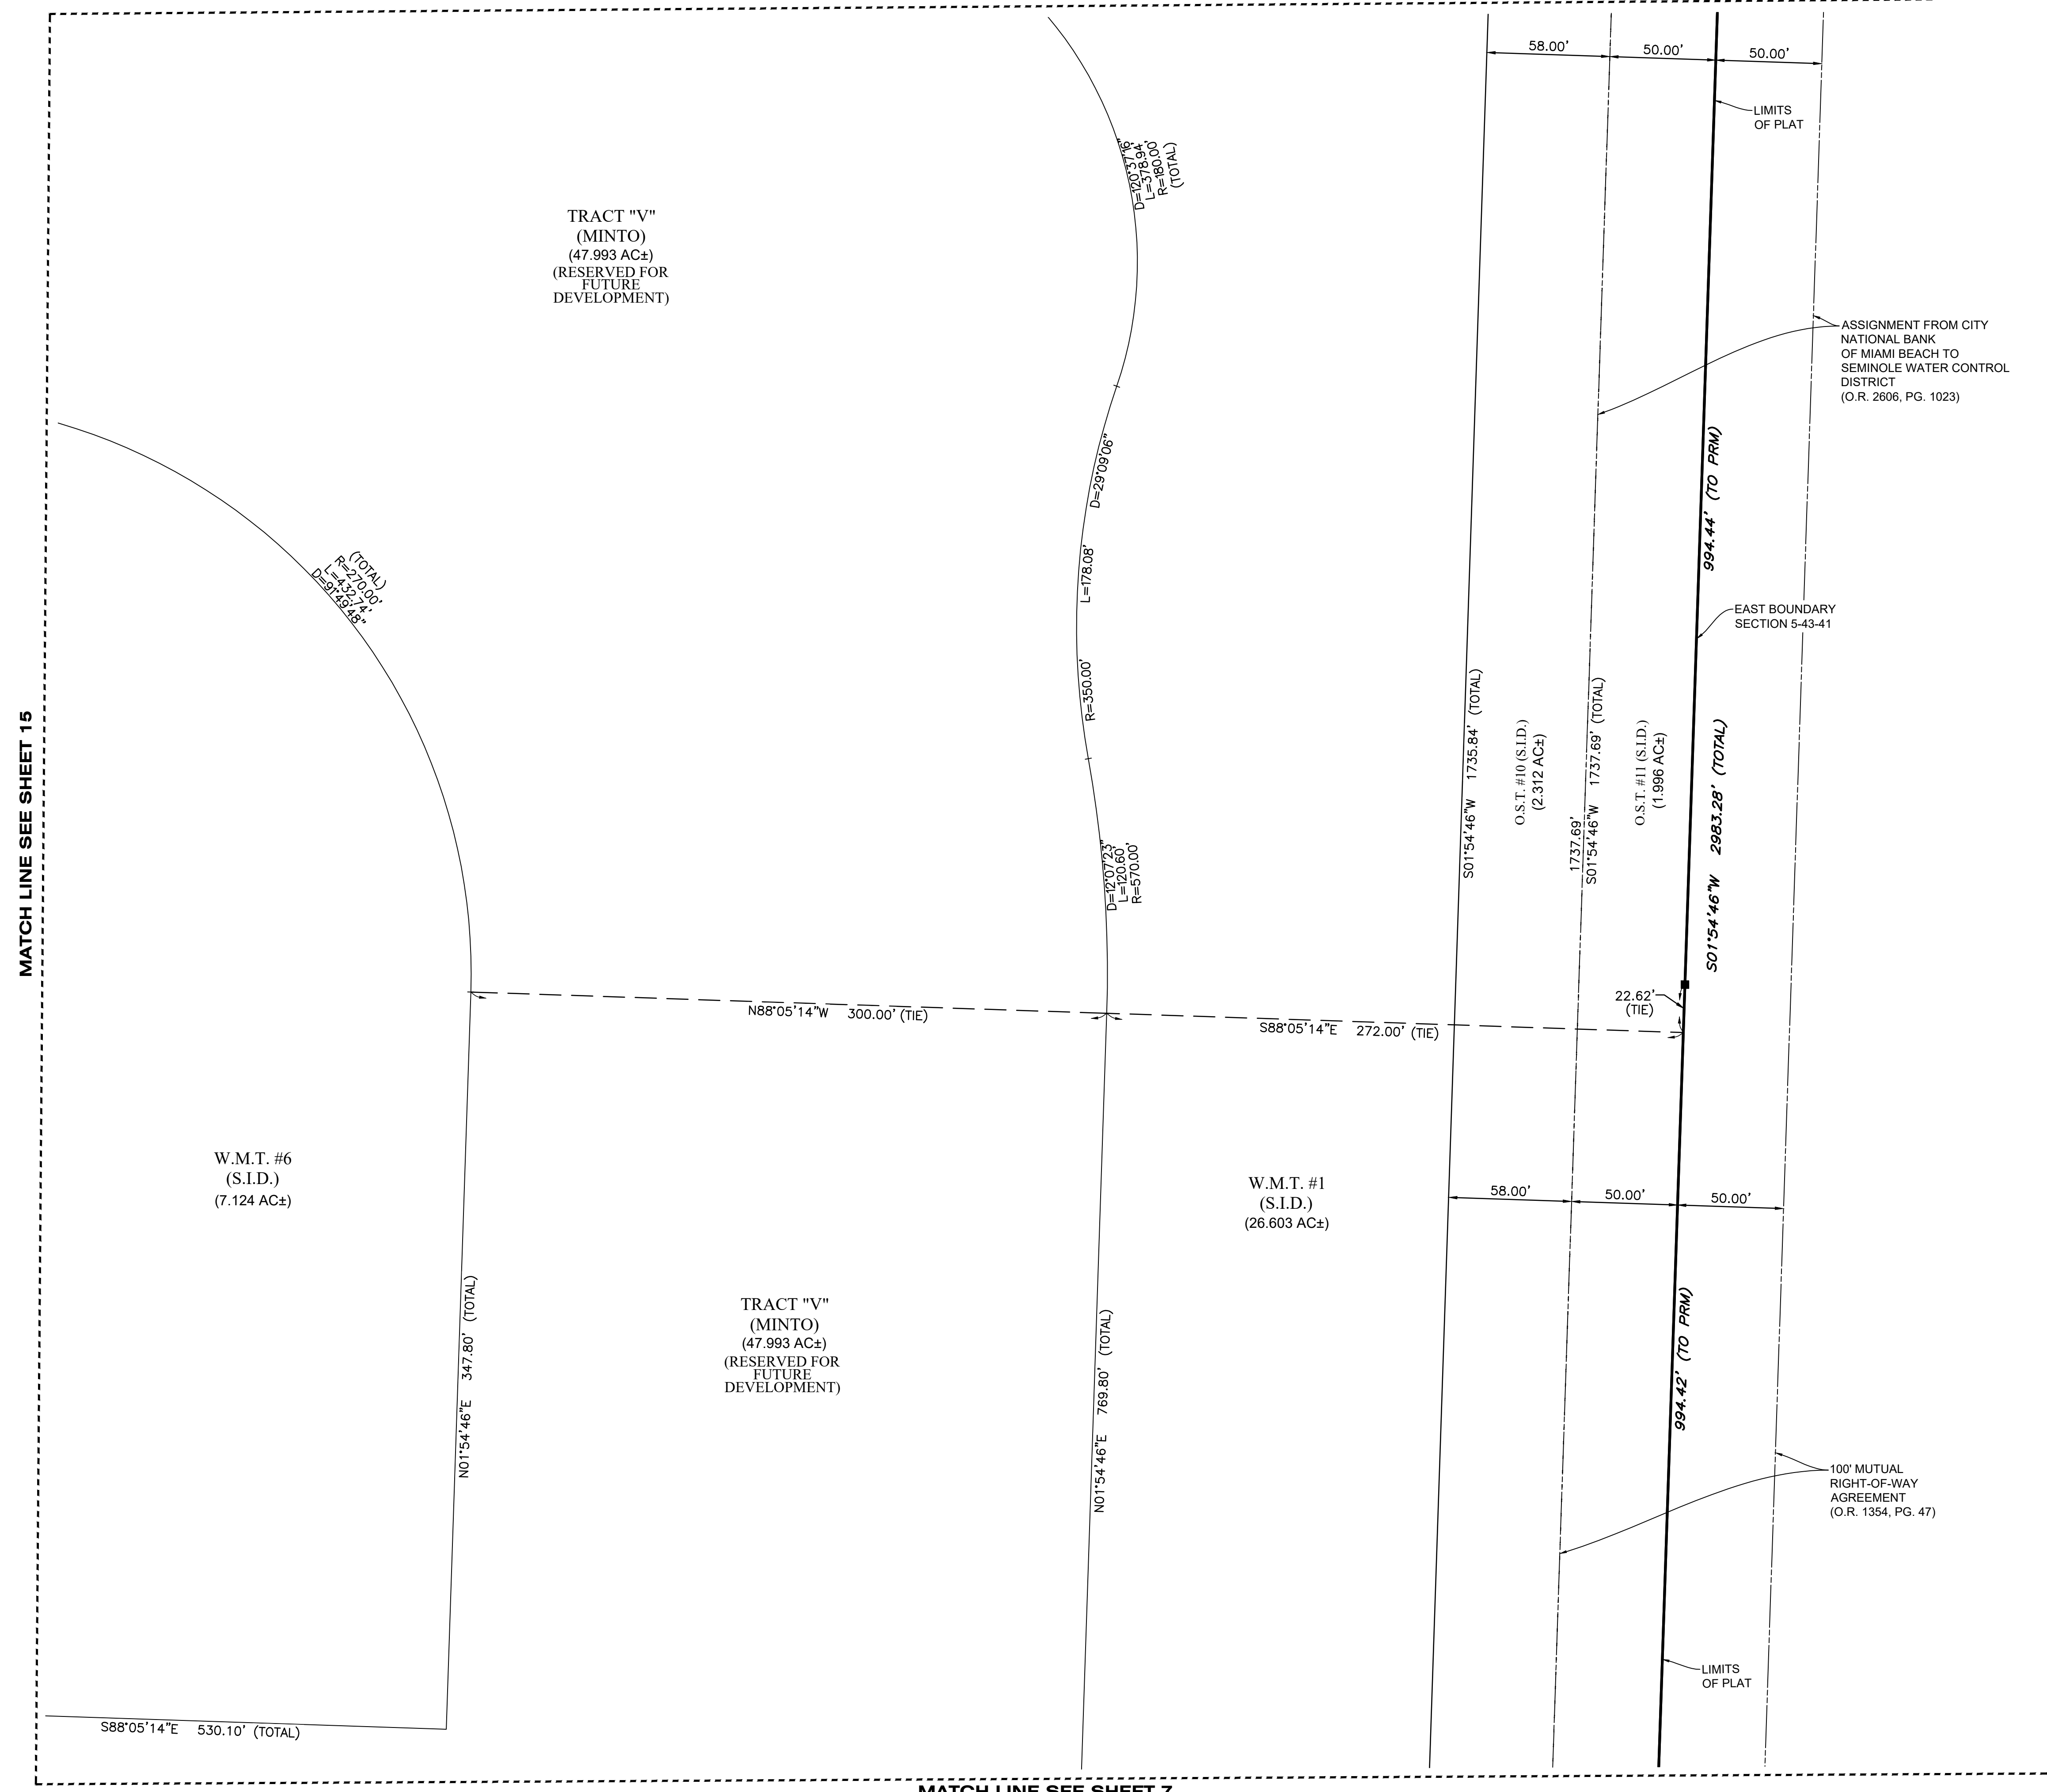 58.00'
50.00'
50.00'
LIMITS
OF PLAT
D=120°37'16"
L=378.94'
R=180.00'
(TOTAL)
TRACT "V"
(MINTO)
(47.993 AC±)
(RESERVED FOR
FUTURE
DEVELOPMENT)
ASSIGNMENT FROM CITY
NATIONAL BANK
OF MIAMI BEACH TO
SEMINOLE WATER CONTROL
DISTRICT
(O.R. 2606, PG. 1023)
994.44' (TO PRM)
D=29°09'06"
L=178.08'
R=350.00'
(TOTAL)
R=270.00'
L=432.74'
D=91°49'48"
EAST BOUNDARY
SECTION 5-43-41
MATCH LINE SEE SHEET 15
S01°54'46"W 1735.84' (TOTAL)
O.S.T. #10 (S.I.D.)
(2.312 AC±)
1737.69'
S01°54'46"W 1737.69' (TOTAL)
O.S.T. #11 (S.I.D.)
(1.996 AC±)
S01°54'46"W 2983.28' (TOTAL)
D=12°07'23"
L=120.60'
R=570.00'
22.62'
(TIE)
N88°05'14"W 300.00' (TIE)
S88°05'14"E 272.00' (TIE)
W.M.T. #6
(S.I.D.)
(7.124 AC±)
W.M.T. #1
(S.I.D.)
(26.603 AC±)
58.00'
50.00'
50.00'
N01°54'46"E 347.80' (TOTAL)
TRACT "V"
(MINTO)
(47.993 AC±)
(RESERVED FOR
FUTURE
DEVELOPMENT)
N01°54'46"E 769.80' (TOTAL)
994.42' (TO PRM)
100' MUTUAL
RIGHT-OF-WAY
AGREEMENT
(O.R. 1354, PG. 47)
LIMITS
OF PLAT
S88°05'14"E 530.10' (TOTAL)
MATCH LINE SEE SHEET 7